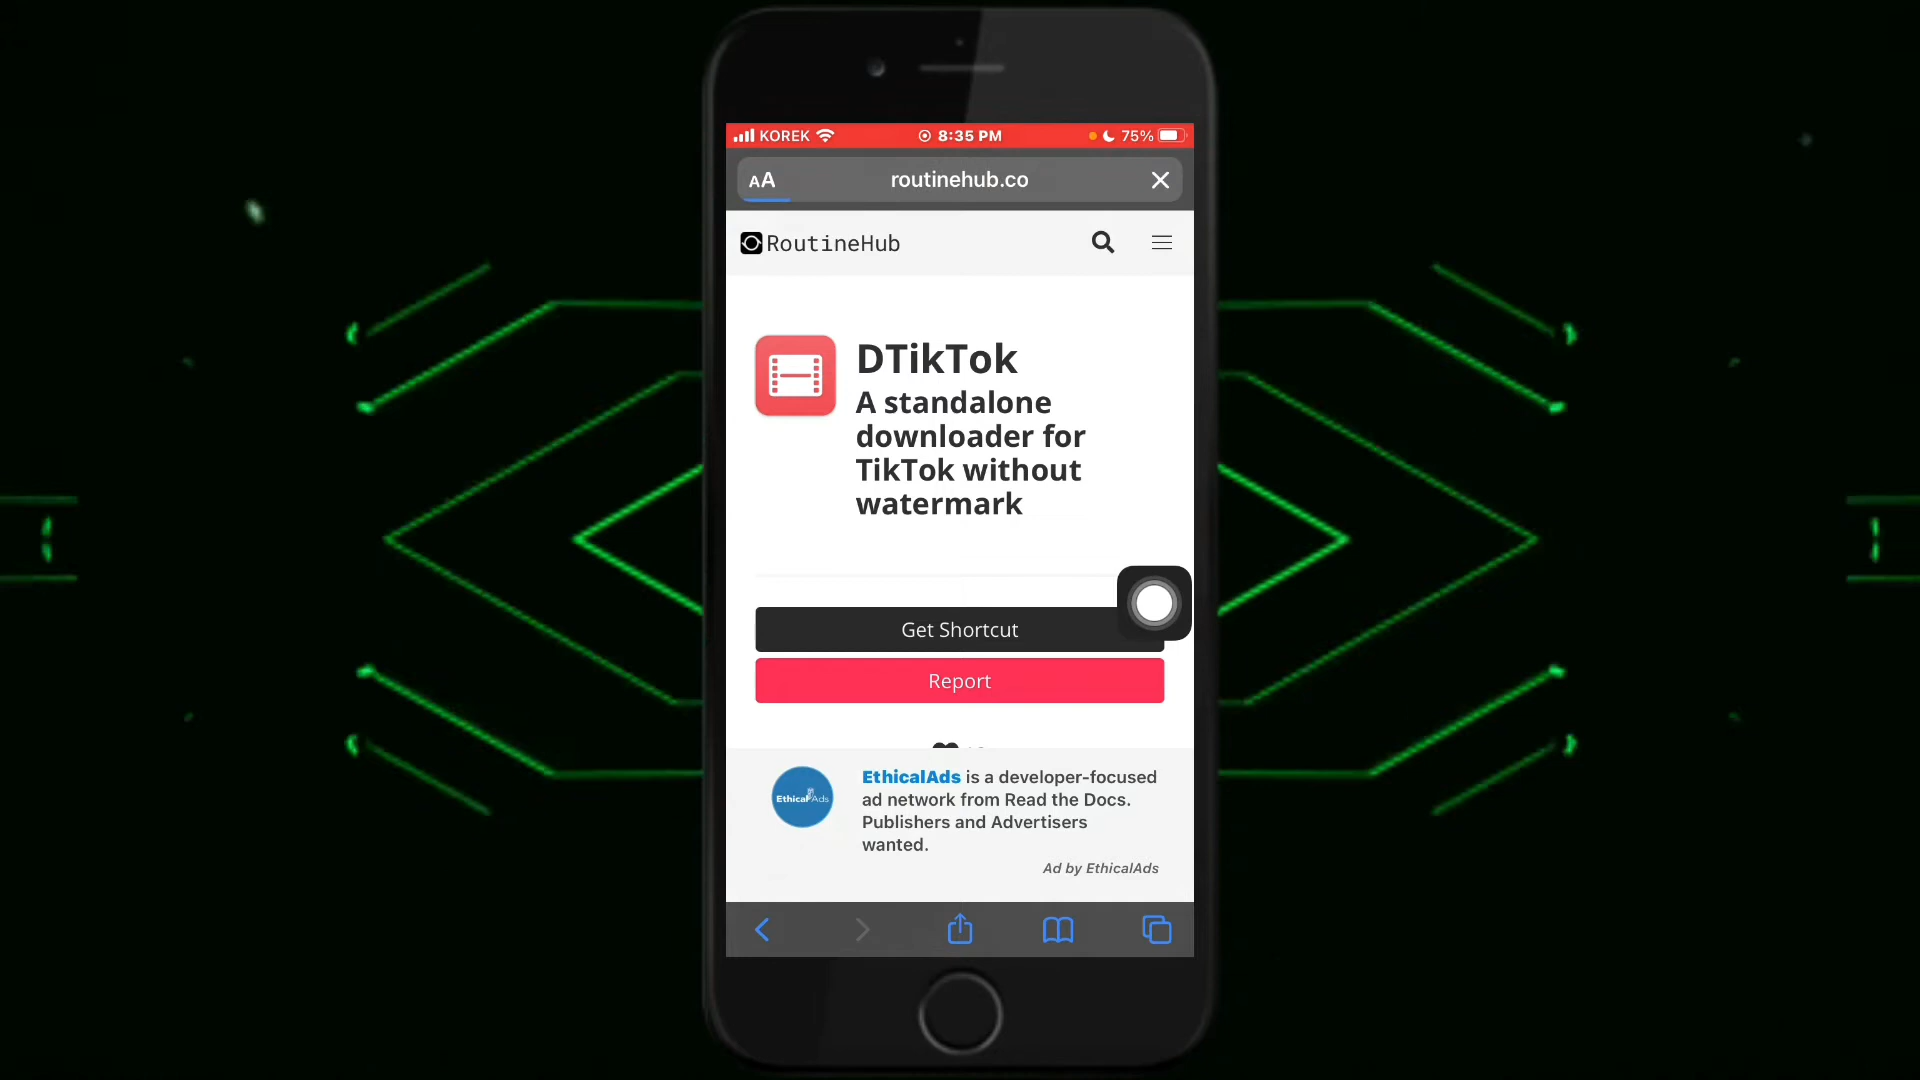 KOREK 8:35 PM 75%
AA routinehub.co
RoutineHub
DTikTok
A standalone
downloader for
TikTok without
watermark
Get Shortcut
Report
EthicalAds
EthicalAds is a developer-focused
ad network from Read the Docs.
Publishers and Advertisers
wanted.
Ad by EthicalAds